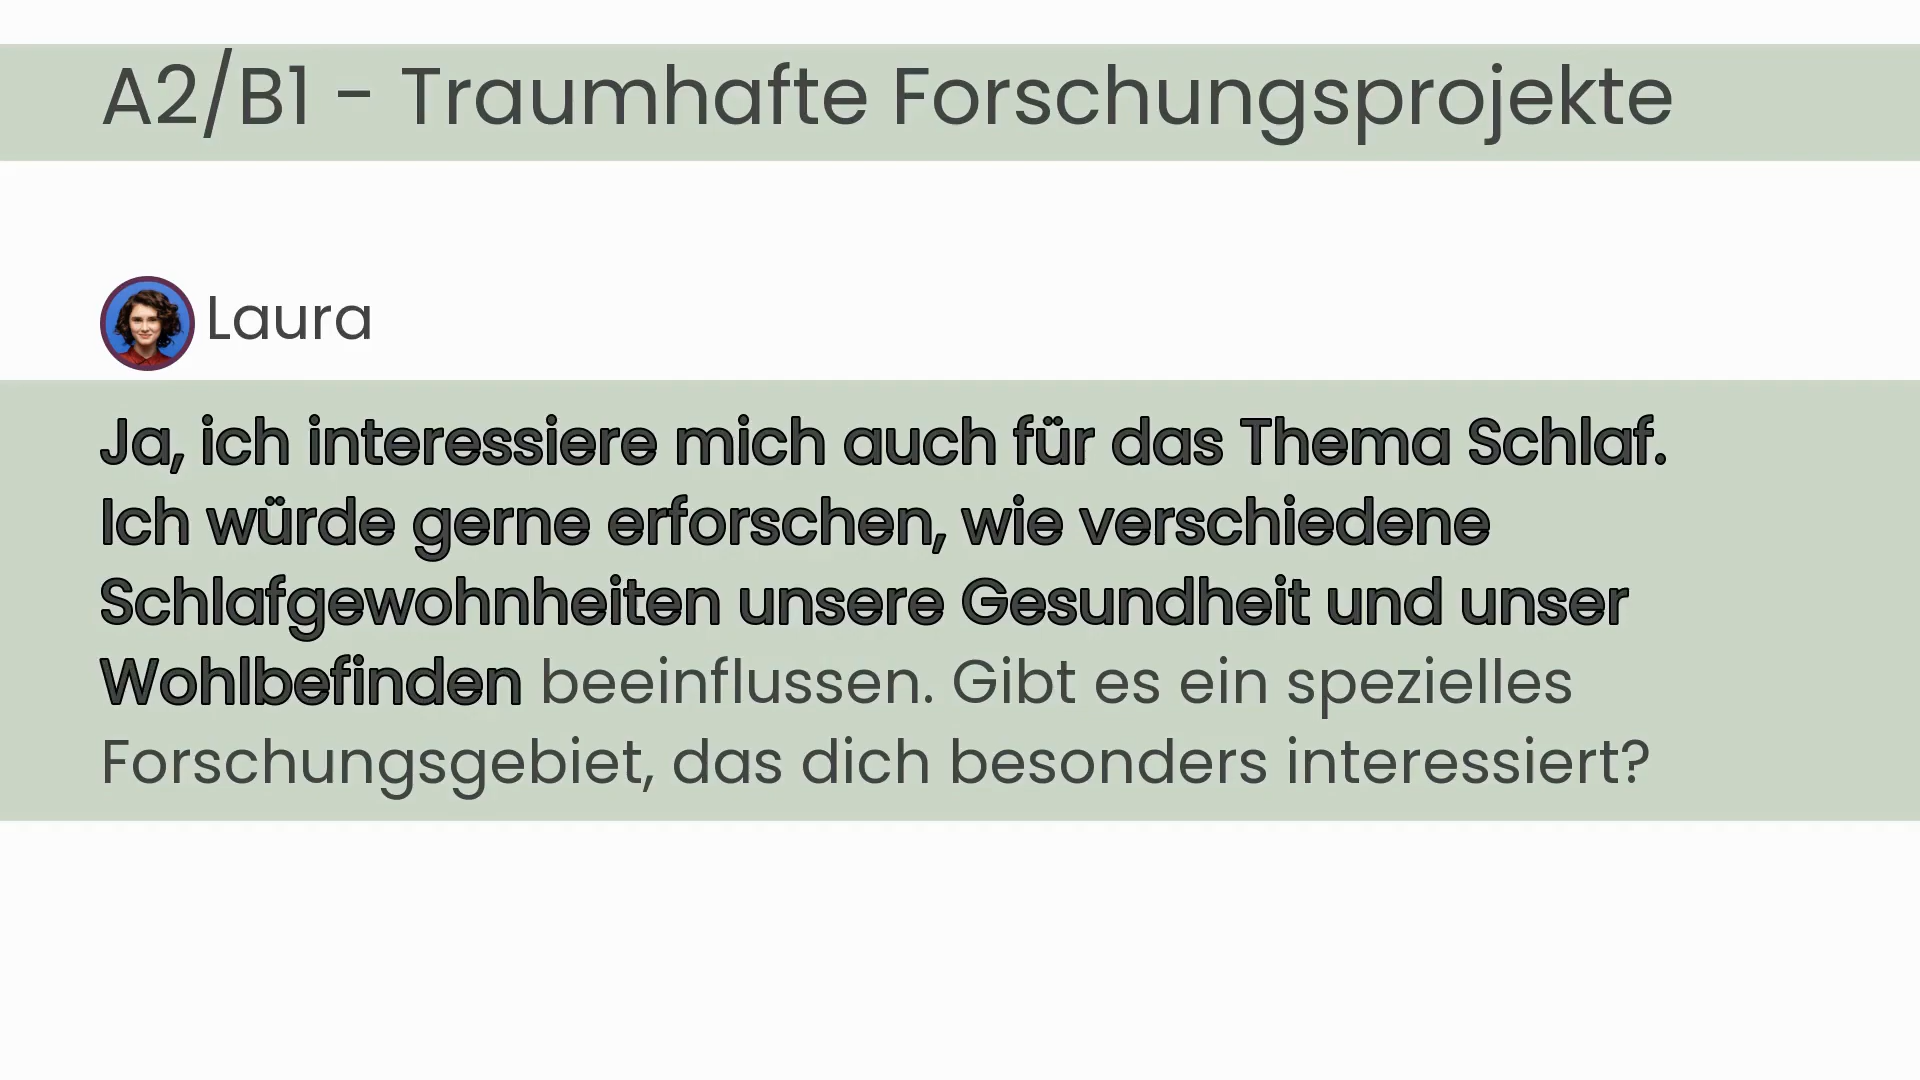 A2/B1 - Traumhafte Forschungsprojekte
Laura
Ja, ich interessiere mich auch für das Thema Schlaf.
Ich würde gerne erforschen, wie verschiedene
Schlafgewohnheiten unsere Gesundheit und unser
Wohlbefinden beeinflussen. Gibt es ein spezielles
Forschungsgebiet, das dich besonders interessiert?